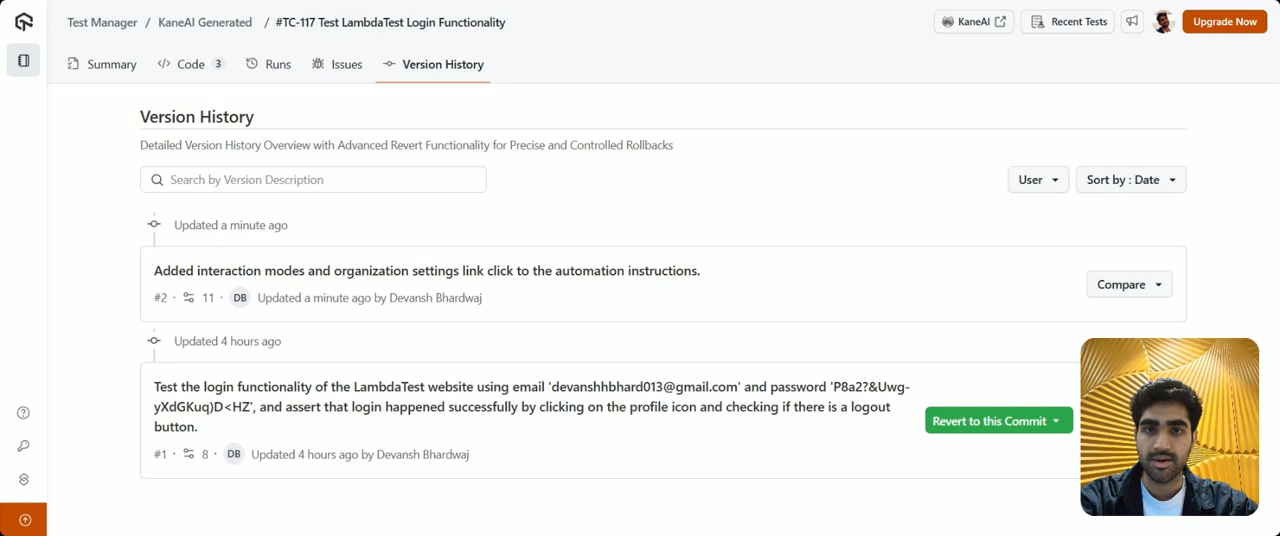 Test Manager / KaneAI Generated / #TC-117 Test LambdaTest Login Functionality
KaneAI Recent Tests Upgrade Now
Summary Code 3 Runs Issues Version History
Version History
Detailed Version History Overview with Advanced Revert Functionality for Precise and Controlled Rollbacks
Search by Version Description User Sort by : Date
Updated a minute ago
Added interaction modes and organization settings link click to the automation instructions.
#2 · 11 · DB Updated a minute ago by Devansh Bhardwaj
Compare
Updated 4 hours ago
Test the login functionality of the LambdaTest website using email 'devanshhbhard013@gmail.com' and password 'P8a2?&Uwg-
yXdGKuq)D<HZ', and assert that login happened successfully by clicking on the profile icon and checking if there is a logout
button.
Revert to this Commit
#1 · 8 · DB Updated 4 hours ago by Devansh Bhardwaj